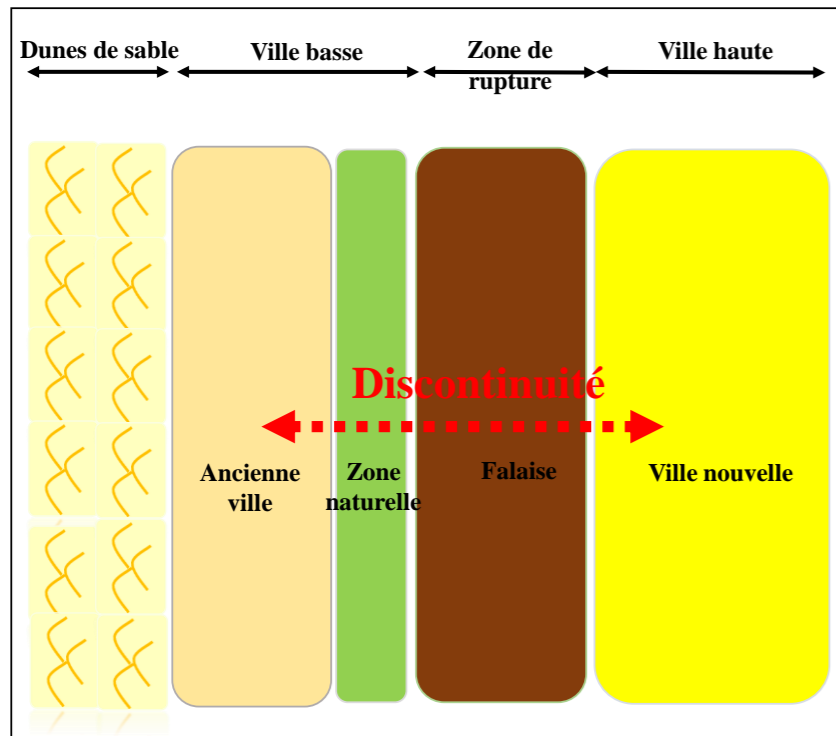 Dunes de sable
Ville basse
Zone de
rupture
Ville haute
Discontinuité
Ancienne
ville
Zone
naturelle
Falaise
Ville nouvelle